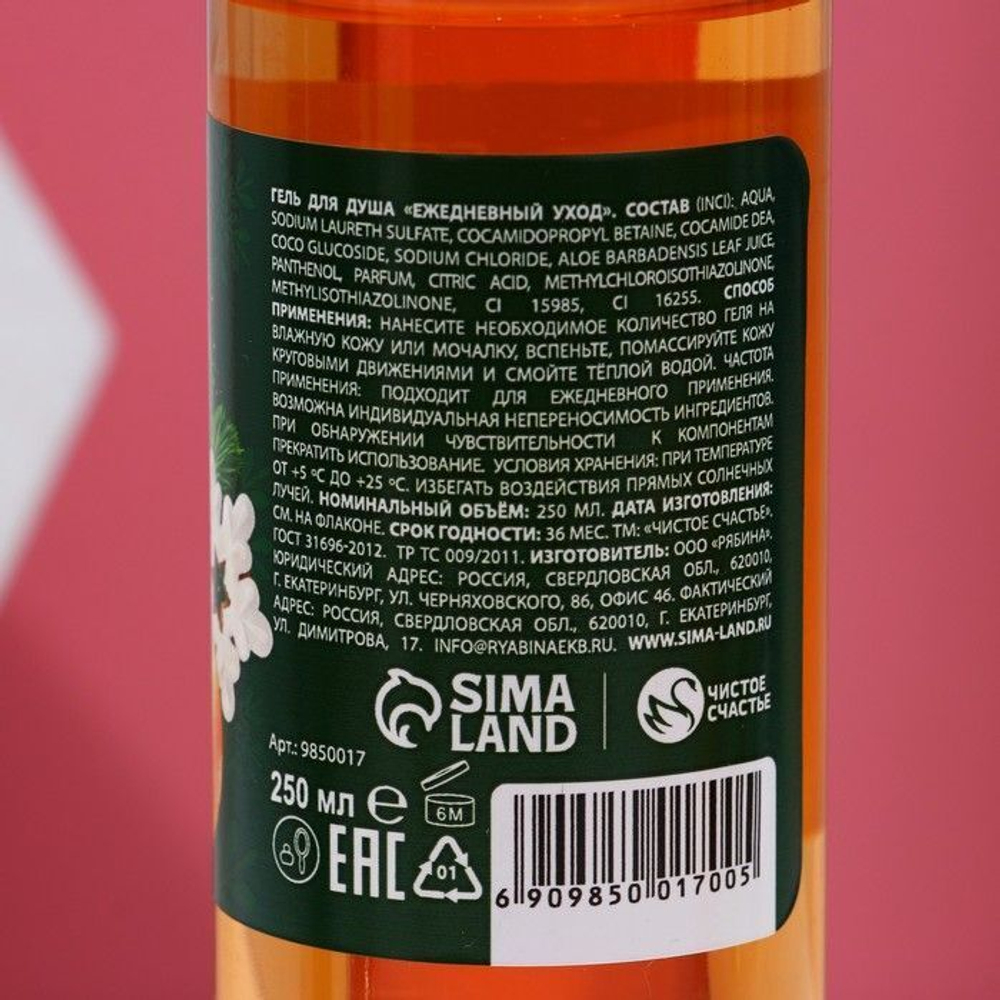 ГЕЛЬ ДЛЯ ДУША «ЕЖЕДНЕВНЫЙ УХОД». СОСТАВ (INCI): AQUA,
SODIUM LAURETH SULFATE, COCAMIDOPROPYL BETAINE, COCAMIDE DEA,
COCO GLUCOSIDE, SODIUM CHLORIDE, ALOE BARBADENSIS LEAF JUICE,
PANTHENOL, PARFUM, CITRIC ACID, METHYLCHLOROISOTHIAZOLINONE,
METHYLISOTHIAZOLINONE, CI 15985, CI 16255. СПОСОБ
ПРИМЕНЕНИЯ: НАНЕСИТЕ НЕОБХОДИМОЕ КОЛИЧЕСТВО ГЕЛЯ НА
ВЛАЖНУЮ КОЖУ ИЛИ МОЧАЛКУ, ВСПЕНЬТЕ, ПОМАССИРУЙТЕ КОЖУ
КРУГОВЫМИ ДВИЖЕНИЯМИ И СМОЙТЕ ТЁПЛОЙ ВОДОЙ. ЧАСТОТА
ПРИМЕНЕНИЯ: ПОДХОДИТ ДЛЯ ЕЖЕДНЕВНОГО ПРИМЕНЕНИЯ.
ВОЗМОЖНА ИНДИВИДУАЛЬНАЯ НЕПЕРЕНОСИМОСТЬ ИНГРЕДИЕНТОВ.
ПРИ ОБНАРУЖЕНИИ ЧУВСТВИТЕЛЬНОСТИ К КОМПОНЕНТАМ
ПРЕКРАТИТЬ ИСПОЛЬЗОВАНИЕ. УСЛОВИЯ ХРАНЕНИЯ: ПРИ ТЕМПЕРАТУРЕ
ОТ +5 ºС ДО +25 ºС. ИЗБЕГАТЬ ВОЗДЕЙСТВИЯ ПРЯМЫХ СОЛНЕЧНЫХ
ЛУЧЕЙ. НОМИНАЛЬНЫЙ ОБЪЁМ: 250 МЛ. ДАТА ИЗГОТОВЛЕНИЯ:
СМ. НА ФЛАКОНЕ. СРОК ГОДНОСТИ: 36 МЕС. ТМ: «ЧИСТОЕ СЧАСТЬЕ».
ГОСТ 31696-2012. ТР ТС 009/2011. ИЗГОТОВИТЕЛЬ: ООО «РЯБИНА».
ЮРИДИЧЕСКИЙ АДРЕС: РОССИЯ, СВЕРДЛОВСКАЯ ОБЛ., 620010,
Г. ЕКАТЕРИНБУРГ, УЛ. ЧЕРНЯХОВСКОГО, 86, ОФИС 46. ФАКТИЧЕСКИЙ
АДРЕС: РОССИЯ, СВЕРДЛОВСКАЯ ОБЛ., 620010, Г. ЕКАТЕРИНБУРГ,
УЛ. ДИМИТРОВА, 17. INFO@RYABINAEKB.RU. WWW.SIMA-LAND.RU
SIMA
LAND
ЧИСТОЕ
СЧАСТЬЕ
Арт.: 9850017
250 мл e
6М
EAC
01
6 909850 017005